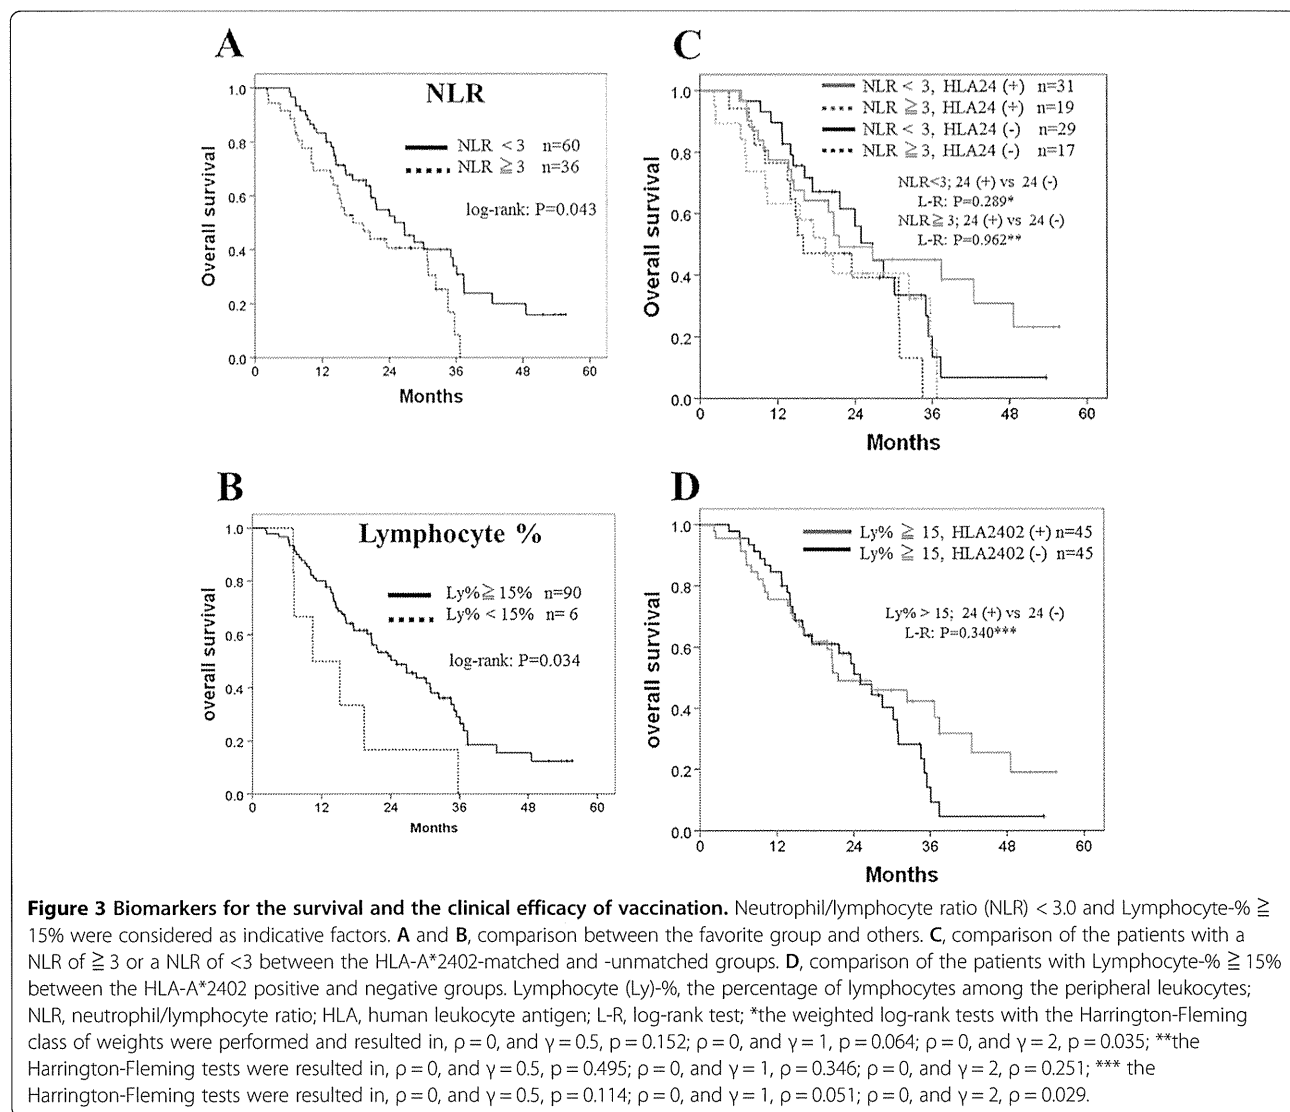 A
NLR
NLR < 3 n=60
NLR ≧ 3 n=36
log-rank: P=0.043
Overall survival
1.0
0.8
0.6
0.4
0.2
0.0
0 12 24 36 48 60
Months
C
NLR < 3, HLA24 (+) n=31
NLR ≧ 3, HLA24 (+) n=19
NLR < 3, HLA24 (-) n=29
NLR ≧ 3, HLA24 (-) n=17
NLR<3; 24 (+) vs 24 (-)
L-R: P=0.289*
NLR≧3; 24 (+) vs 24 (-)
L-R: P=0.962**
Overall survival
1.0
0.8
0.6
0.4
0.2
0.0
0 12 24 36 48 60
Months
B
Lymphocyte %
Ly%≧15% n=90
Ly% < 15% n= 6
log-rank: P=0.034
overall survival
1.0
0.8
0.6
0.4
0.2
0.0
0 12 24 36 48 60
Months
D
Ly% ≧ 15, HLA2402 (+) n=45
Ly% ≧ 15, HLA2402 (-) n=45
Ly% > 15; 24 (+) vs 24 (-)
L-R: P=0.340***
overall survival
1.0
0.8
0.6
0.4
0.2
0.0
0 12 24 36 48 60
Months
Figure 3 Biomarkers for the survival and the clinical efficacy of vaccination. Neutrophil/lymphocyte ratio (NLR) < 3.0 and Lymphocyte-% ≧
15% were considered as indicative factors. A and B, comparison between the favorite group and others. C, comparison of the patients with a
NLR of ≧ 3 or a NLR of <3 between the HLA-A*2402-matched and -unmatched groups. D, comparison of the patients with Lymphocyte-% ≧ 15%
between the HLA-A*2402 positive and negative groups. Lymphocyte (Ly)-%, the percentage of lymphocytes among the peripheral leukocytes;
NLR, neutrophil/lymphocyte ratio; HLA, human leukocyte antigen; L-R, log-rank test; *the weighted log-rank tests with the Harrington-Fleming
class of weights were performed and resulted in, ρ = 0, and γ = 0.5, p = 0.152; ρ = 0, and γ = 1, p = 0.064; ρ = 0, and γ = 2, p = 0.035; **the
Harrington-Fleming tests were resulted in, ρ = 0, and γ = 0.5, p = 0.495; ρ = 0, and γ = 1, p = 0.346; ρ = 0, and γ = 2, ρ = 0.251; *** the
Harrington-Fleming tests were resulted in, ρ = 0, and γ = 0.5, p = 0.114; ρ = 0, and γ = 1, ρ = 0.051; ρ = 0, and γ = 2, ρ = 0.029.